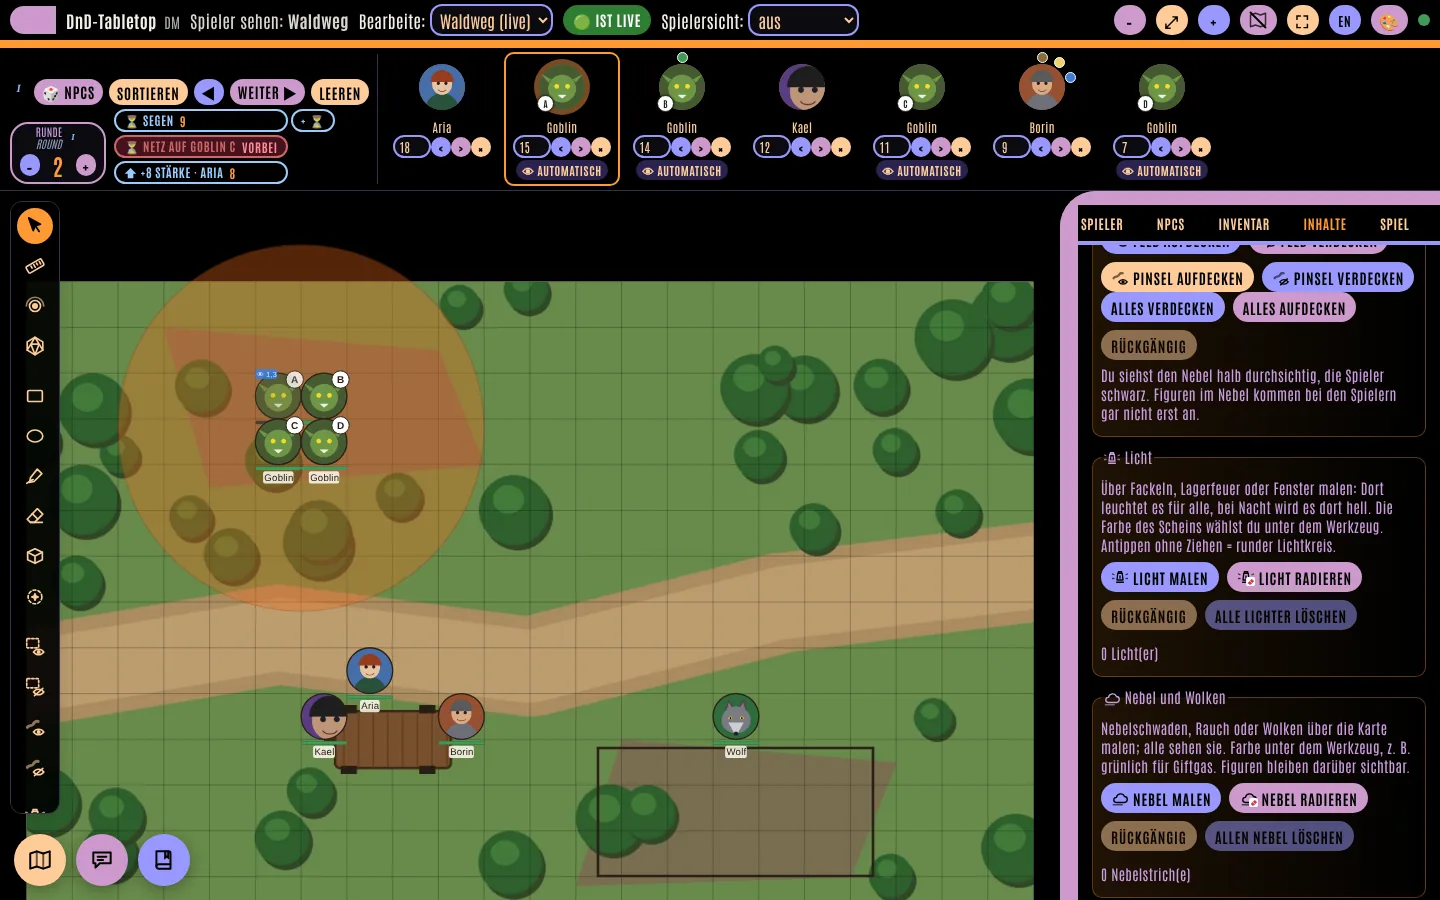 DnD-Tabletop DM Spieler sehen: Waldweg Bearbeite: Waldweg (live) IST LIVE Spielersicht: aus - + EN
NPCS SORTIEREN WEITER LEEREN
RUNDE
ROUND
- 2 +
SEGEN 9
+
NETZ AUF GOBLIN C VORBEI
+8 STÄRKE · ARIA 8
Aria
18
A
Goblin
15
AUTOMATISCH
B
Goblin
14
AUTOMATISCH
Kael
12
C
Goblin
11
AUTOMATISCH
Borin
9
D
Goblin
7
AUTOMATISCH
1,3 A B
C D
Goblin Goblin
Aria
Kael Borin Wolf
SPIELER NPCS INVENTAR INHALTE SPIEL
PINSEL AUFDECKEN PINSEL VERDECKEN
ALLES VERDECKEN ALLES AUFDECKEN
RÜCKGÄNGIG
Du siehst den Nebel halb durchsichtig, die Spieler
schwarz. Figuren im Nebel kommen bei den Spielern
gar nicht erst an.
Licht
Über Fackeln, Lagerfeuer oder Fenster malen: Dort
leuchtet es für alle, bei Nacht wird es dort hell. Die
Farbe des Scheins wählst du unter dem Werkzeug.
Antippen ohne Ziehen = runder Lichtkreis.
LICHT MALEN LICHT RADIEREN
RÜCKGÄNGIG ALLE LICHTER LÖSCHEN
0 Licht(er)
Nebel und Wolken
Nebelschwaden, Rauch oder Wolken über die Karte
malen; alle sehen sie. Farbe unter dem Werkzeug, z. B.
grünlich für Giftgas. Figuren bleiben darüber sichtbar.
NEBEL MALEN NEBEL RADIEREN
RÜCKGÄNGIG ALLEN NEBEL LÖSCHEN
0 Nebelstrich(e)